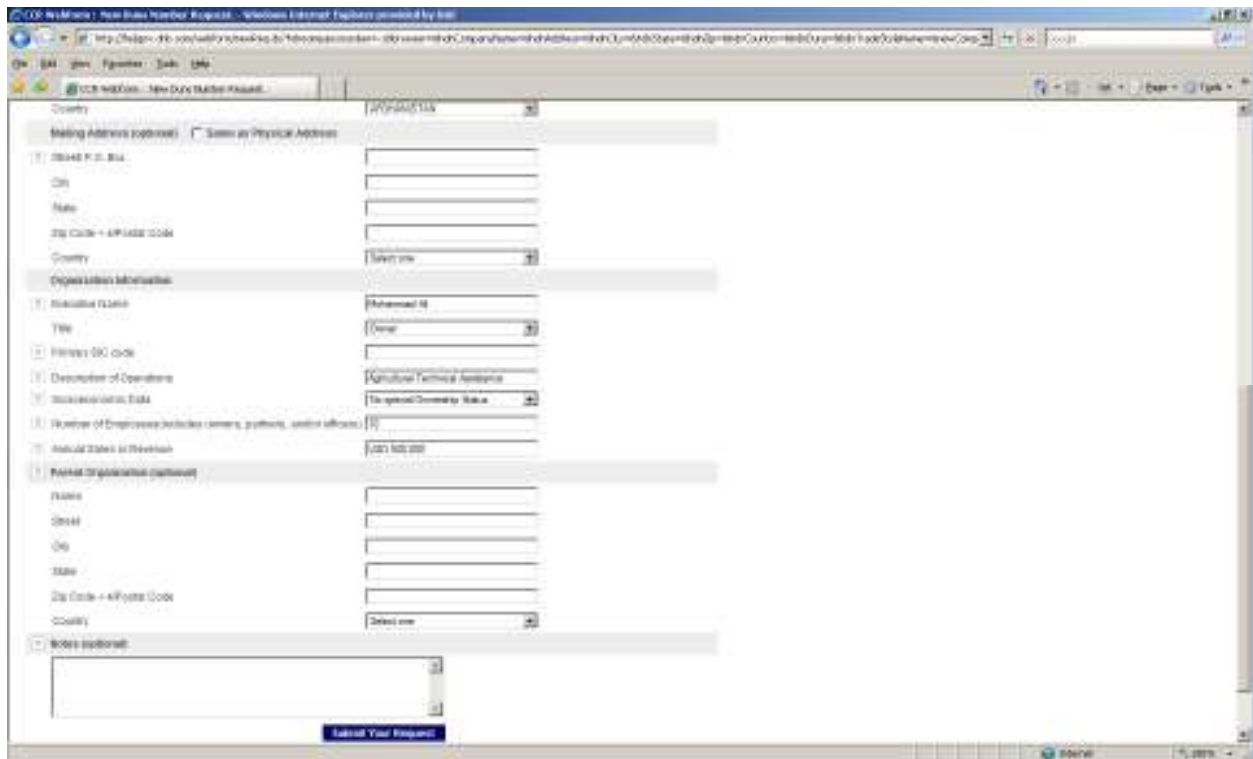 CCR Webform : New Duns Number Request - Windows Internet Explorer provided by
File Edit View Favorites Tools Help
CCR Webform : New Duns Number Request
Page Tools
Country AFGHANISTAN
Mailing Address (optional) Same as Physical Address
Street P.O. Box
City
State
Zip Code + 4/Postal Code
Country Select one
Organization Information
Executive Name Mohammad Ali
Title Owner
Primary SIC code
Description of Operations Agricultural Technical Assistance
Socioeconomic Data No special Ownership Status
Number of Employees (includes owners, partners, and/or officers)
Annual Sales or Revenue USD 500,000
Parent Organization (optional)
Name
Street
City
State
Zip Code + 4/Postal Code
Country Select one
Notes (optional)
Submit Your Request
Internet 100%